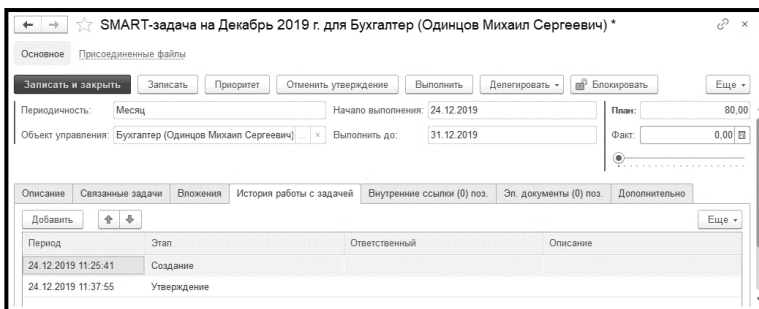 SMART-задача на Декабрь 2019 г. для Бухгалтер (Одинцов Михаил Сергеевич) *
Основное Присоединенные файлы
Записать и закрыть Записать Приоритет Отменить утверждение Выполнить Делегировать Блокировать Еще
Периодичность: Месяц Начало выполнения: 24.12.2019 План: 80,00
Объект управления: Бухгалтер (Одинцов Михаил Сергеевич) ... × Выполнить до: 31.12.2019 Факт: 0,00
Описание Связанные задачи Вложения История работы с задачей Внутренние ссылки (0) поз. Эл. документы (0) поз. Дополнительно
Добавить Еще
Период Этап Ответственный Описание
24.12.2019 11:25:41 Создание
24.12.2019 11:37:55 Утверждение